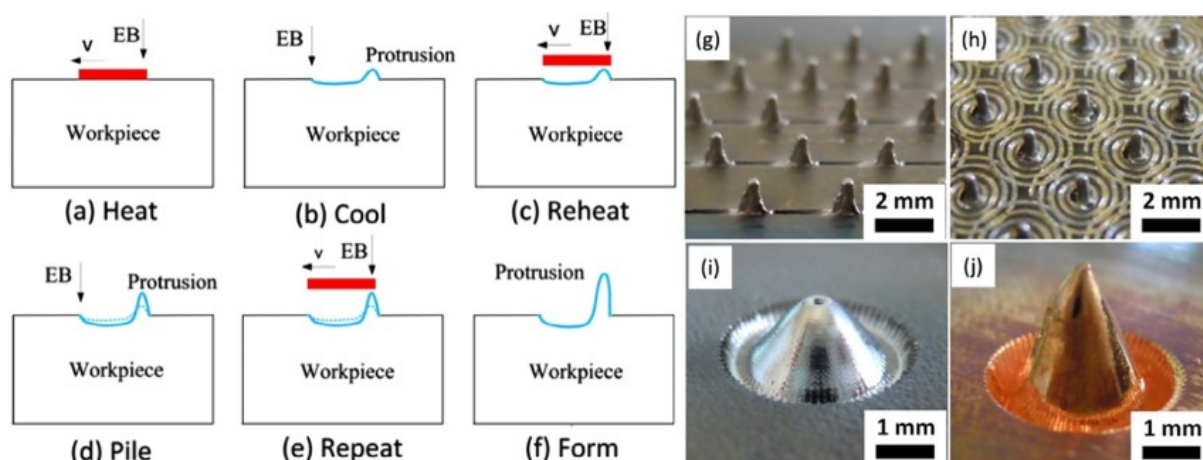 v
EB
Workpiece
(a) Heat
EB
Protrusion
Workpiece
(b) Cool
v
EB
Workpiece
(c) Reheat
EB
Protrusion
Workpiece
(d) Pile
v
EB
Workpiece
(e) Repeat
Protrusion
Workpiece
(f) Form
(g)
2 mm
(h)
2 mm
(i)
1 mm
(j)
1 mm